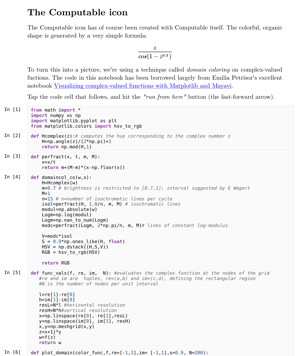 The Computable icon
The Computable icon has of course been created with Computable itself. The colorful, organic
shape is generated by a very simple formula:
z
cos(1 − z^0.4)
To turn this into a picture, we're using a technique called domain coloring on complex-valued
fuctions. The code in this notebook has been borrowed largely from Emilia Petrisor's excellent
notebook Visualizing complex-valued functions with Matplotlib and Mayavi.
Tap the code cell that follows, and hit the "run from here" button (the fast-forward arrow).
In [1]
from math import *
import numpy as np
import matplotlib.pyplot as plt
from matplotlib.colors import hsv_to_rgb
In [2]
def Hcomplex(z):# computes the hue corresponding to the complex number z
H=np.angle(z)/(2*np.pi)+1
return np.mod(H,1)
In [3]
def perfract(x, t, m, M):
x=x/t
return m+(M-m)*(x-np.floor(x))
In [4]
def domaincol_co(w,s):
H=Hcomplex(w)
m=0.7 # brightness is restricted to [0.7,1]; interval suggested by E Wegert
M=1
n=15 # n=number of isochromatic lines per cycle
isol=perfract(H, 1.0/n, m, M) # isochromatic lines
modul=np.absolute(w)
Logm=np.log(modul)
Logm=np.nan_to_num(Logm)
modc=perfract(Logm, 2*np.pi/n, m, M)# lines of constant log-modulus
V=modc*isol
S = 0.9*np.ones_like(H, float)
HSV = np.dstack((H,S,V))
RGB = hsv_to_rgb(HSV)
return RGB
In [5]
def func_vals(f, re, im, N): #evaluates the complex function at the nodes of the grid
#re and im are tuples, re=(a,b) and im=(c,d), defining the rectangular region
#N is the number of nodes per unit interval
l=re[1]-re[0]
h=im[1]-im[0]
resL=N*l #horizontal resolution
resH=N*h#vertical resolution
x=np.linspace(re[0], re[1],resL)
y=np.linspace(im[0], im[1], resH)
x,y=np.meshgrid(x,y)
z=x+1j*y
w=f(z)
return w
In [6]
def plot_domain(color_func,f,re=[-1,1],im= [-1,1],s=0.9, N=200):